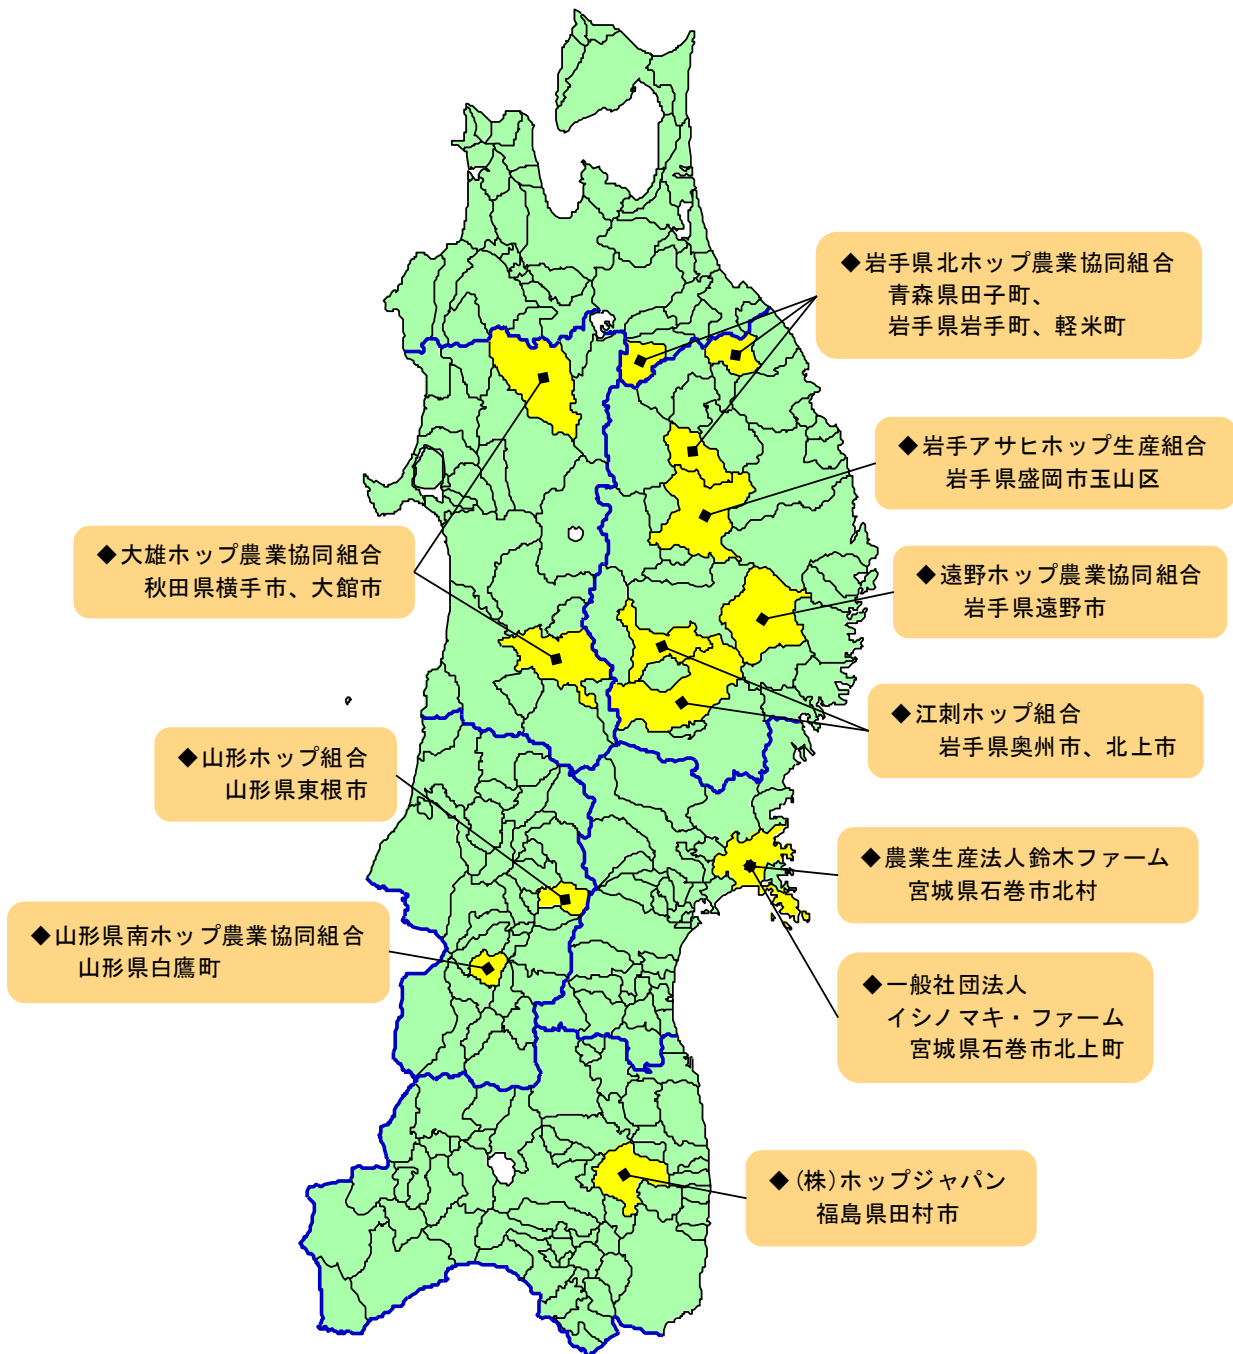 ◆岩手県北ホップ農業協同組合
青森県田子町、
岩手県岩手町、軽米町
◆岩手アサヒホップ生産組合
岩手県盛岡市玉山区
◆大雄ホップ農業協同組合
秋田県横手市、大館市
◆遠野ホップ農業協同組合
岩手県遠野市
◆江刺ホップ組合
岩手県奥州市、北上市
◆山形ホップ組合
山形県東根市
◆農業生産法人鈴木ファーム
宮城県石巻市北村
◆山形県南ホップ農業協同組合
山形県白鷹町
◆一般社団法人
イシノマキ・ファーム
宮城県石巻市北上町
◆(株)ホップジャパン
福島県田村市